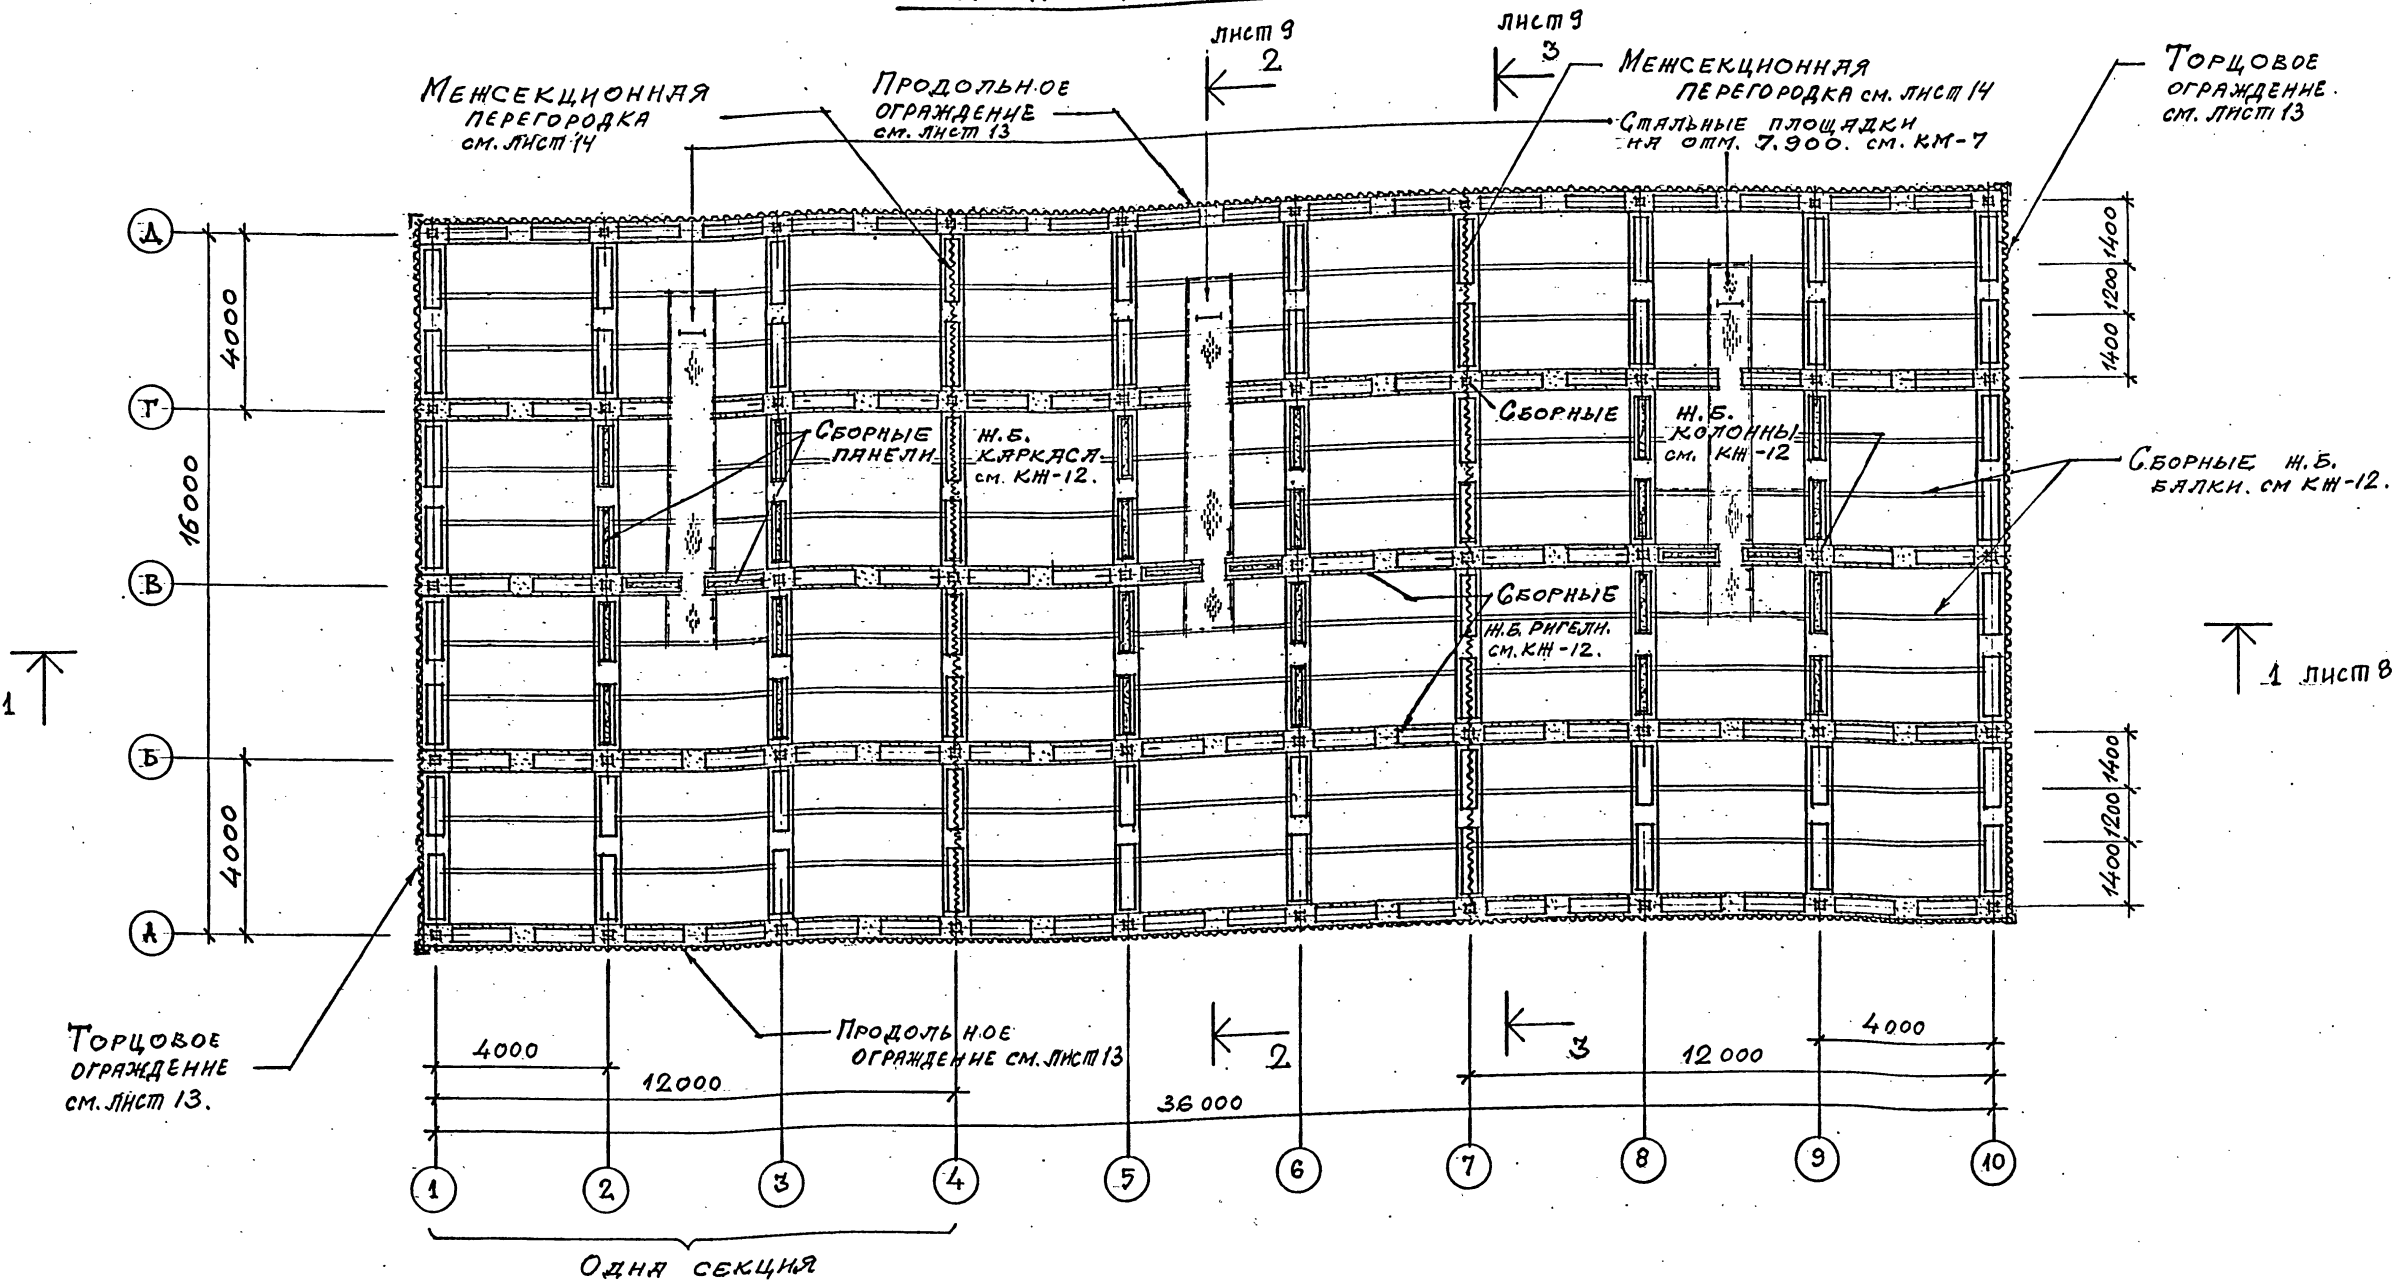 лист 9
2
лист 9
3
Межсекционная
перегородка
см. лист 14
Продольное
ограждение
см. лист 13
Межсекционная
перегородка см. лист 14
Стальные площадки
на отм. 7.900. см. КМ-7
Торцовое
ограждение.
см. лист 13
Д
Г
В
Б
А
4000
16000
4000
1400
1200
1400
Сборные
панели
Ж.Б.
каркаса
см. КЖ-12.
Сборные
Ж.Б.
колонны
см. КЖ-12
Сборные Ж.Б.
балки. см КЖ-12.
Сборные
Ж.Б. ригели.
см. КЖ-12.
1
1 лист 8
1400
1200
1400
Торцовое
ограждение
см. лист 13.
Продольное
ограждение см. лист 13
2
3
4000
12000
36000
12000
4000
1
2
3
4
5
6
7
8
9
10
Одна секция